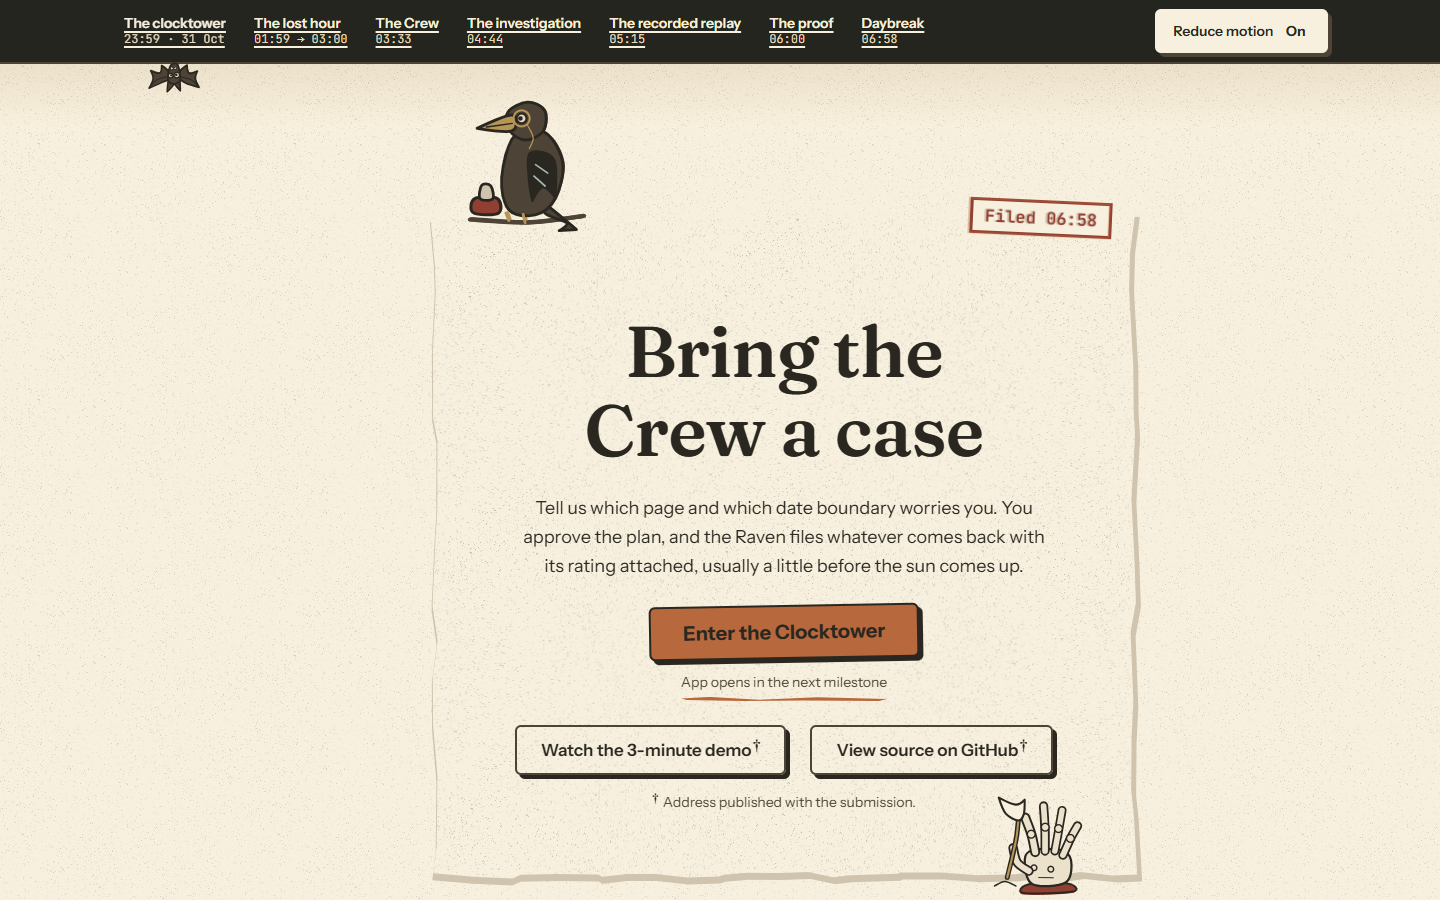 The clocktower
23:59 · 31 Oct
The lost hour
01:59 → 03:00
The Crew
03:33
The investigation
04:44
The recorded replay
05:15
The proof
06:00
Daybreak
06:58
Reduce motion On
Filed 06:58
Bring the
Crew a case
Tell us which page and which date boundary worries you. You
approve the plan, and the Raven files whatever comes back with
its rating attached, usually a little before the sun comes up.
Enter the Clocktower
App opens in the next milestone
Watch the 3-minute demo†
View source on GitHub†
† Address published with the submission.